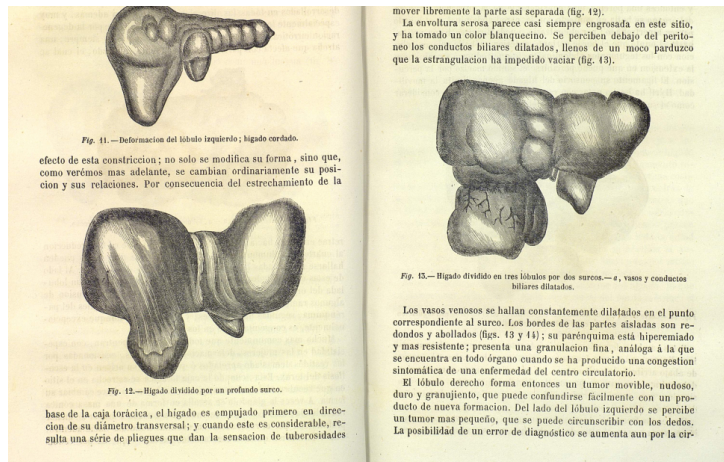 Fig. 11.—Deformacion del lóbulo izquierdo; hígado cordado.
efecto de esta constriccion; no solo se modifica su forma, sino que,
como verémos mas adelante, se cambian ordinariamente su posi-
cion y sus relaciones. Por consecuencia del estrechamiento de la
Fig. 12.—Higado dividido por un profundo surco.
base de la caja torácica, el hígado es empujado primero en direc-
cion de su diámetro transversal; y cuando este es considerable, re-
sulta una série de pliegues que dan la sensacion de tuberosidades
mover libremente la parte así separada (fig. 12).
La envoltura serosa parece casi siempre engrosada en este sitio,
y ha tomado un color blanquecino. Se perciben debajo del perito-
neo los conductos biliares dilatados, llenos de un moco parduzco
que la estrangulacion ha impedido vaciar (fig. 13).
Fig. 13.—Hígado dividido en tres lóbulos por dos surcos.—a, vasos y conductos
biliares dilatados.
Los vasos venosos se hallan constantemente dilatados en el punto
correspondiente al surco. Los bordes de las partes aisladas son re-
dondos y abollados (figs. 13 y 14); su parénquima está hiperemiado
y mas resistente; presenta una granulacion fina, análoga á la que
se encuentra en todo órgano cuando se ha producido una congestion
sintomática de una enfermedad del centro circulatorio.
El lóbulo derecho forma entonces un tumor movible, nudoso,
duro y granujiento, que puede confundirse fácilmente con un pro-
ducto de nueva formacion. Del lado del lóbulo izquierdo se percibe
un tumor mas pequeño, que se puede circunscribir con los dedos.
La posibilidad de un error de diagnóstico se aumenta aun por la cir-